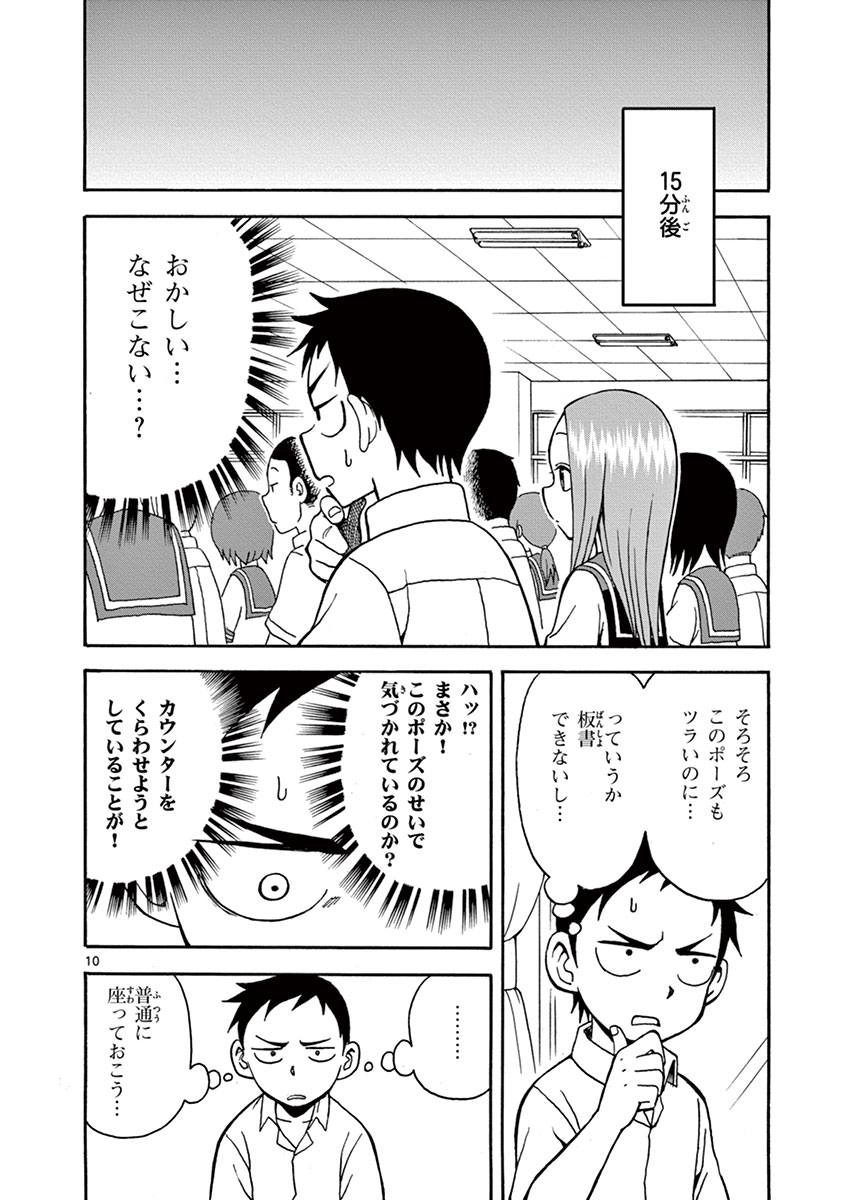 15分後
おかしい…
なぜこない…？
そろそろ
このポーズも
ツラいのに…
っていうか
板書
できないし…
ハッ!?
まさか！
このポーズのせいで
気づかれているのか？
カウンターを
くらわせようと
していることが！
………
普通に
座っておこう…
10